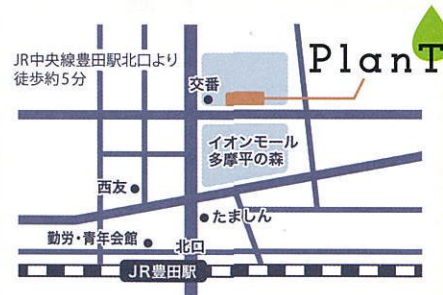 JR中央線豊田駅北口より
徒歩約5分
PlanT
交番
イオンモール
多摩平の森
西友
たましん
勤労・青年会館
北口
JR豊田駅